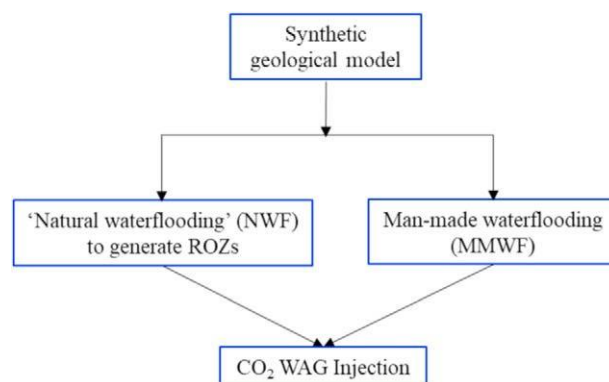 Synthetic
geological model
‘Natural waterflooding’ (NWF)
to generate ROZs
Man-made waterflooding
(MMWF)
CO₂ WAG Injection